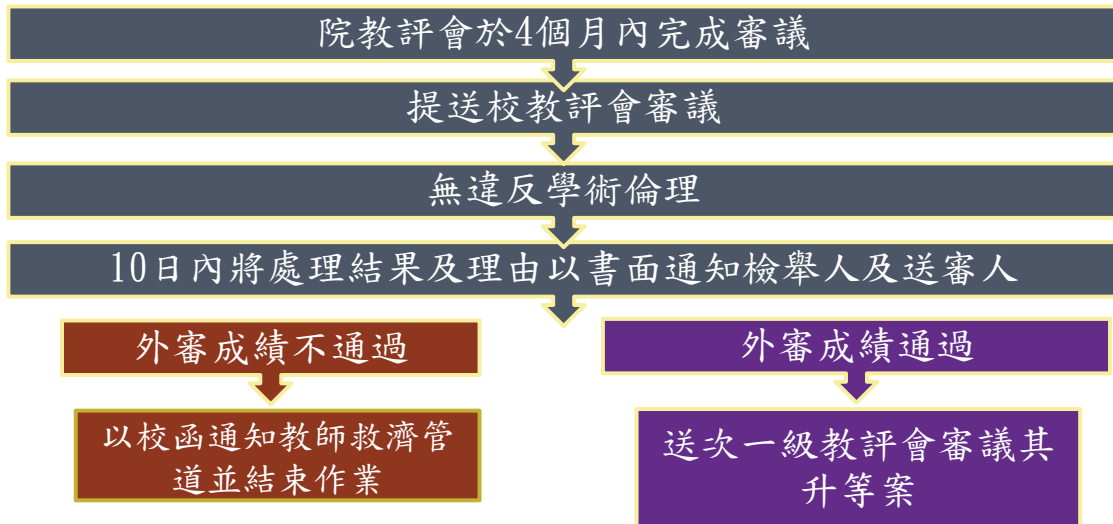 院教評會於4個月內完成審議
提送校教評會審議
無違反學術倫理
10日內將處理結果及理由以書面通知檢舉人及送審人
外審成績不通過
外審成績通過
以校函通知教師救濟管
道並結束作業
送次一級教評會審議其
升等案